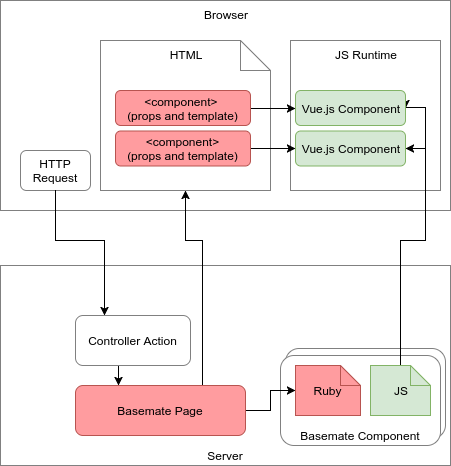 Browser
HTML
JS Runtime
<component>
(props and template)
Vue.js Component
<component>
(props and template)
Vue.js Component
HTTP
Request
Controller Action
Basemate Page
Ruby
JS
Basemate Component
Server